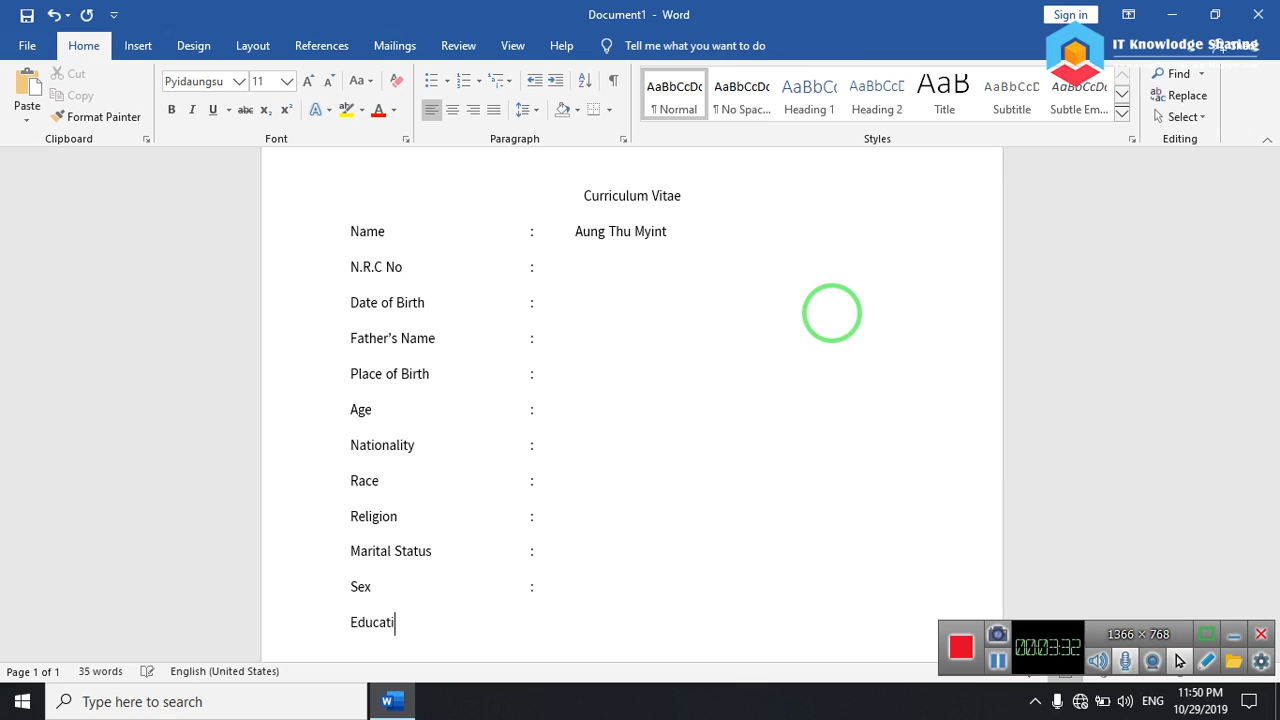 Document1 - Word
Sign in
File Home Insert Design Layout References Mailings Review View Help Tell me what you want to do
IT Knowledge Sharing
Paste
Cut
Copy
Format Painter
Clipboard
Pyidaungsu 11
Font
Paragraph
AaBbCcDc AaBbCcDc AaBbCc AaBbCcD AaB AaBbCcD AaBbCcDc
¶ Normal ¶ No Spac... Heading 1 Heading 2 Title Subtitle Subtle Em...
Styles
Find
Replace
Select
Editing
Curriculum Vitae
Name : Aung Thu Myint
N.R.C No :
Date of Birth :
Father’s Name :
Place of Birth :
Age :
Nationality :
Race :
Religion :
Marital Status :
Sex :
Educati
00:03:32
1366 × 768
Page 1 of 1 35 words English (United States)
Type here to search
ENG
11:50 PM
10/29/2019